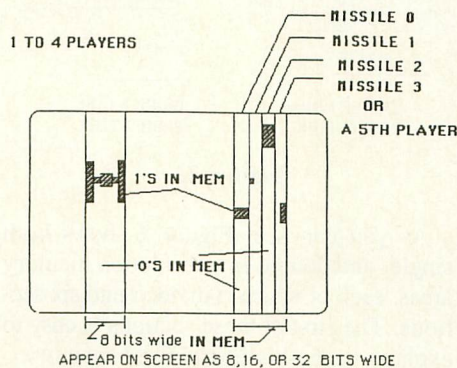 MISSILE 0
MISSILE 1
1 TO 4 PLAYERS
MISSILE 2
MISSILE 3
OR
A 5TH PLAYER
1'S IN MEM
0'S IN MEM
8 bits wide IN MEM
APPEAR ON SCREEN AS 8,16, OR 32 BITS WIDE